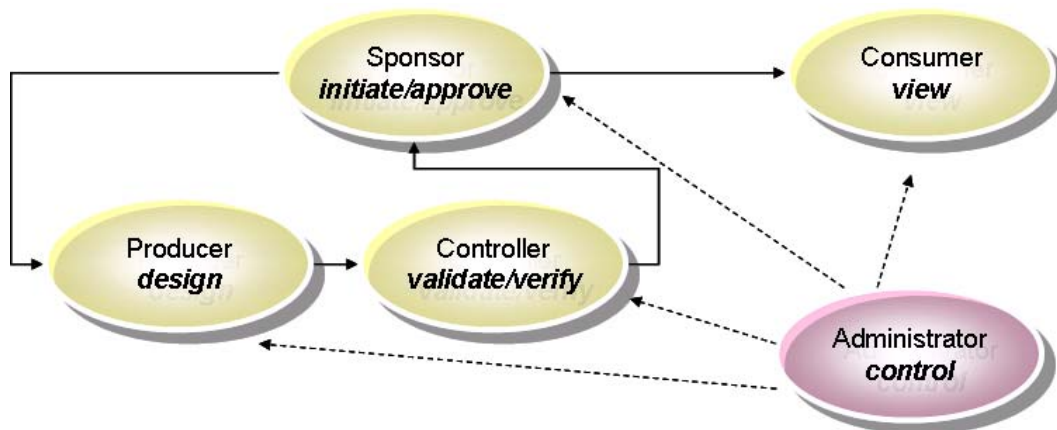 Sponsor
initiate/approve
Consumer
view
Producer
design
Controller
validate/verify
Administrator
control